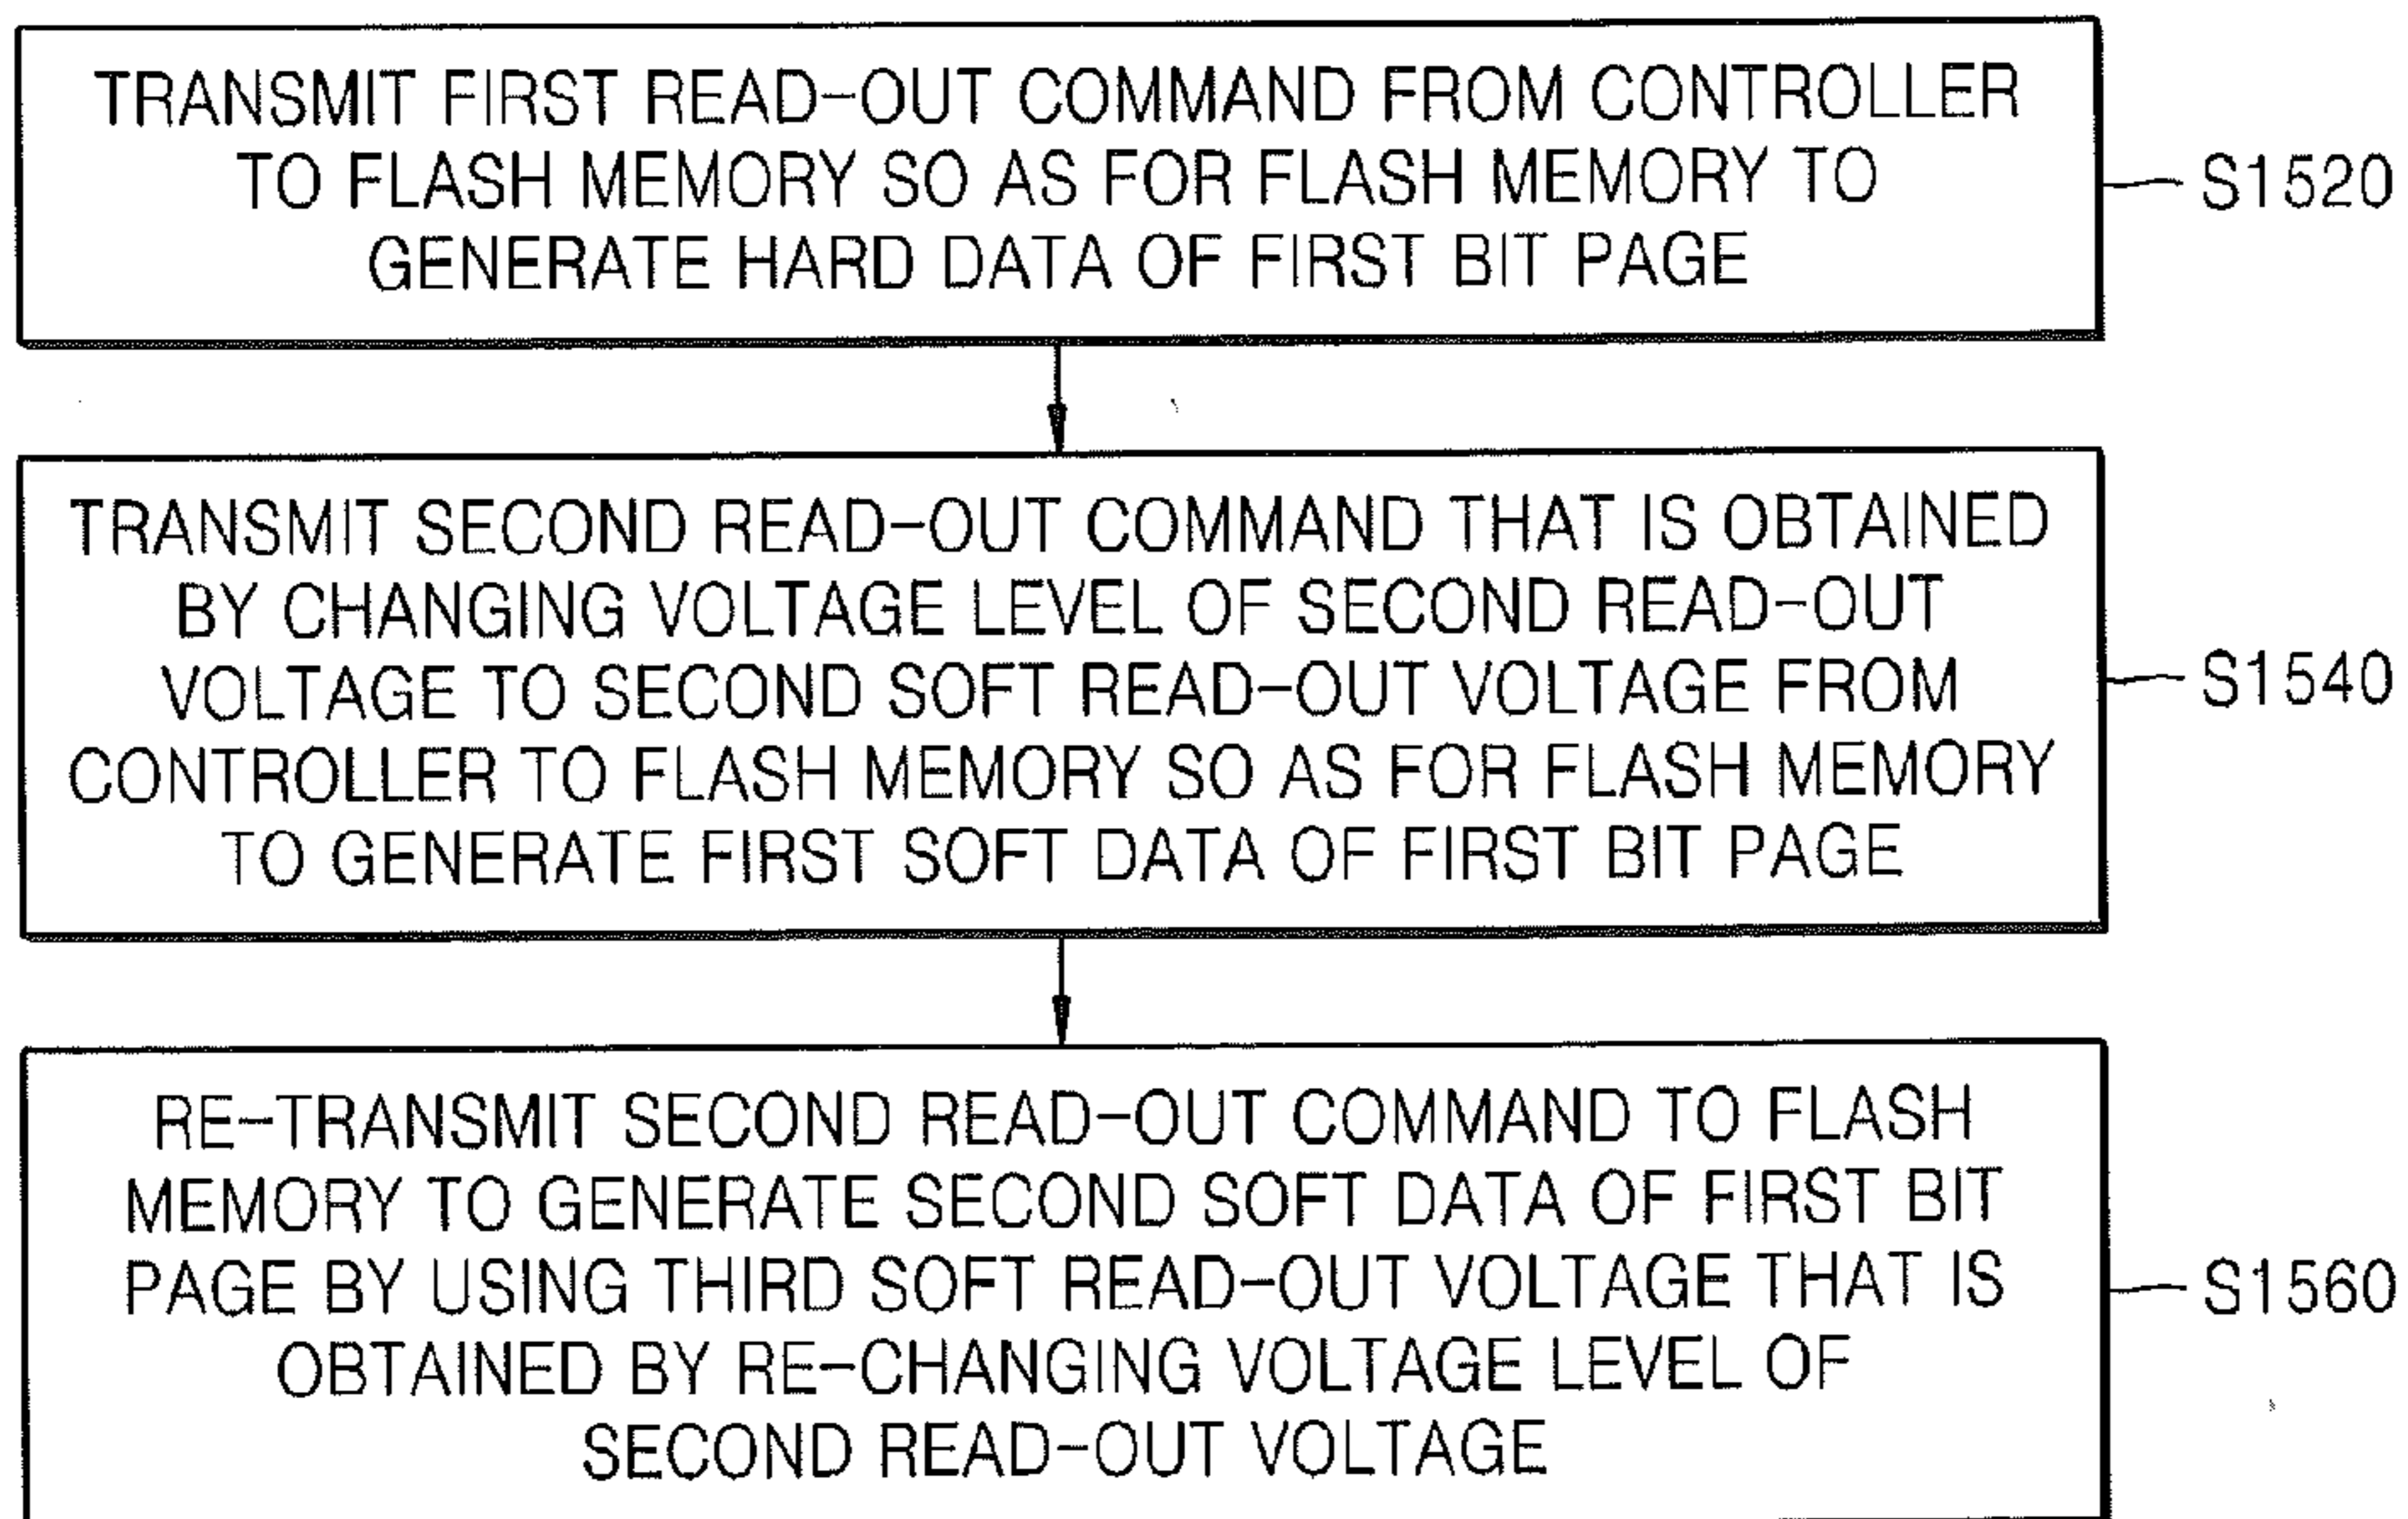 TRANSMIT FIRST READ-OUT COMMAND FROM CONTROLLER
TO FLASH MEMORY SO AS FOR FLASH MEMORY TO
GENERATE HARD DATA OF FIRST BIT PAGE
S1520
TRANSMIT SECOND READ-OUT COMMAND THAT IS OBTAINED
BY CHANGING VOLTAGE LEVEL OF SECOND READ-OUT
VOLTAGE TO SECOND SOFT READ-OUT VOLTAGE FROM
CONTROLLER TO FLASH MEMORY SO AS FOR FLASH MEMORY
TO GENERATE FIRST SOFT DATA OF FIRST BIT PAGE
S1540
RE-TRANSMIT SECOND READ-OUT COMMAND TO FLASH
MEMORY TO GENERATE SECOND SOFT DATA OF FIRST BIT
PAGE BY USING THIRD SOFT READ-OUT VOLTAGE THAT IS
OBTAINED BY RE-CHANGING VOLTAGE LEVEL OF
SECOND READ-OUT VOLTAGE
S1560